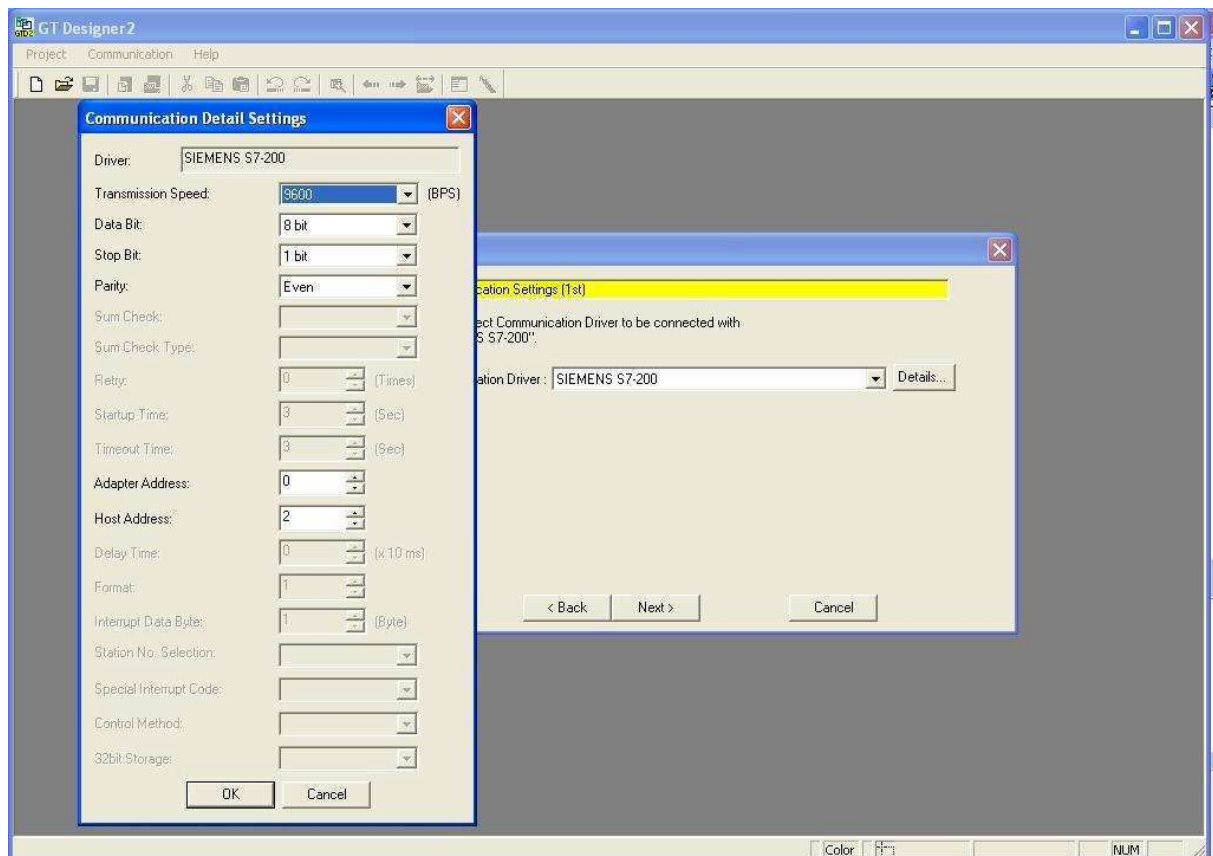 GT Designer2
Project Communication Help
Communication Detail Settings
Driver: SIEMENS S7-200
Transmission Speed: 9600 (BPS)
Data Bit: 8 bit
Stop Bit: 1 bit
Parity: Even
Sum Check:
Sum Check Type:
Retry: 0 (Times)
Startup Time: 3 (Sec)
Timeout Time: 3 (Sec)
Adapter Address: 0
Host Address: 2
Delay Time: 0 (x 10 ms)
Format: 1
Interrupt Data Byte: 1 (Byte)
Station No. Selection:
Special Interrupt Code:
Control Method:
32bit Storage:
OK Cancel
cation Settings (1st)
ect Communication Driver to be connected with
S S7-200".
ation Driver : SIEMENS S7-200 Details...
< Back Next > Cancel
Color NUM